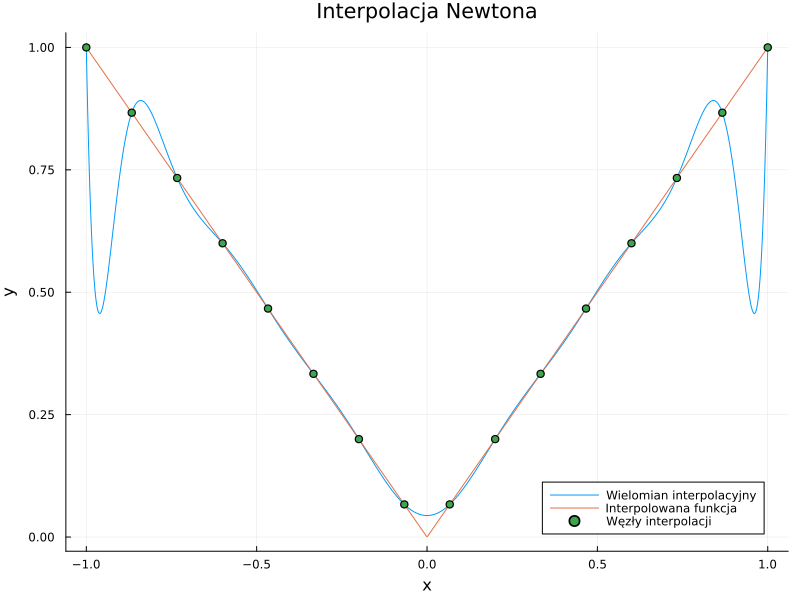 Interpolacja Newtona
1.00
0.75
0.50
0.25
0.00
y
−1.0
−0.5
0.0
0.5
1.0
x
Wielomian interpolacyjny
Interpolowana funkcja
Węzły interpolacji